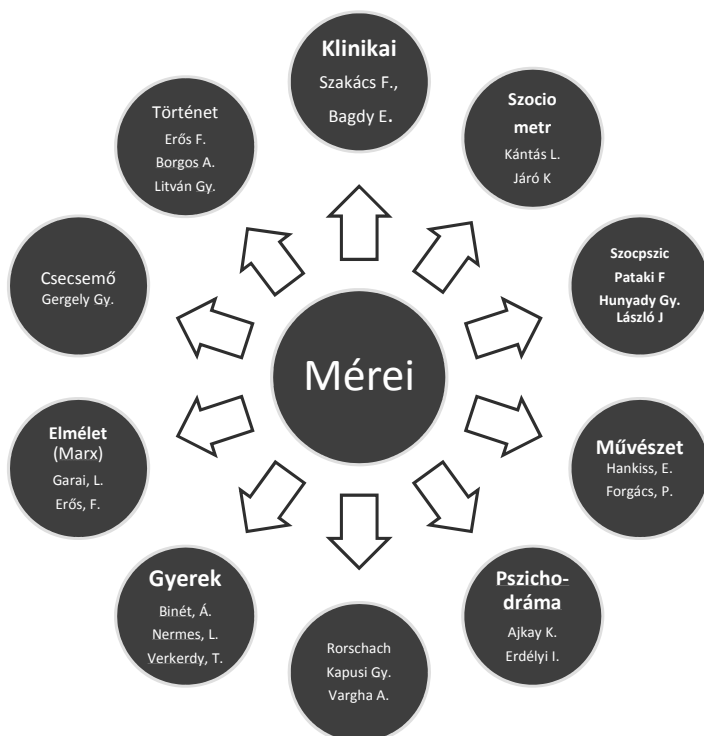 Klinikai
Szakács F.,
Bagdy E.
Szocio
metr
Kántás L.
Járó K
Szocpszic
Pataki F
Hunyady Gy.
László J
Művészet
Hankiss, E.
Forgács, P.
Pszicho-
dráma
Ajkay K.
Erdélyi I.
Rorschach
Kapusi Gy.
Vargha A.
Gyerek
Binét, Á.
Nermes, L.
Verkerdy, T.
Elmélet
(Marx)
Garai, L.
Erős, F.
Csecsemő
Gergely Gy.
Történet
Erős F.
Borgos A.
Litván Gy.
Mérei